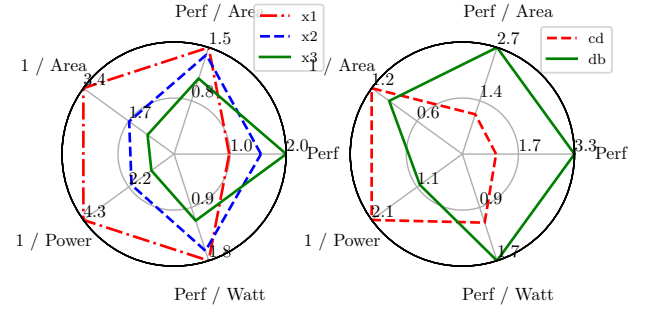 Perf / Area
x1
x2
x3
1.5
1 / Area
3.4
0.8
1.7
1.0
2.0
Perf
2.2
0.9
4.3
1.8
1 / Power
Perf / Watt
Perf / Area
cd
db
2.7
1 / Area
1.2
1.4
0.6
1.7
3.3
Perf
1.1
0.9
2.1
1.7
1 / Power
Perf / Watt